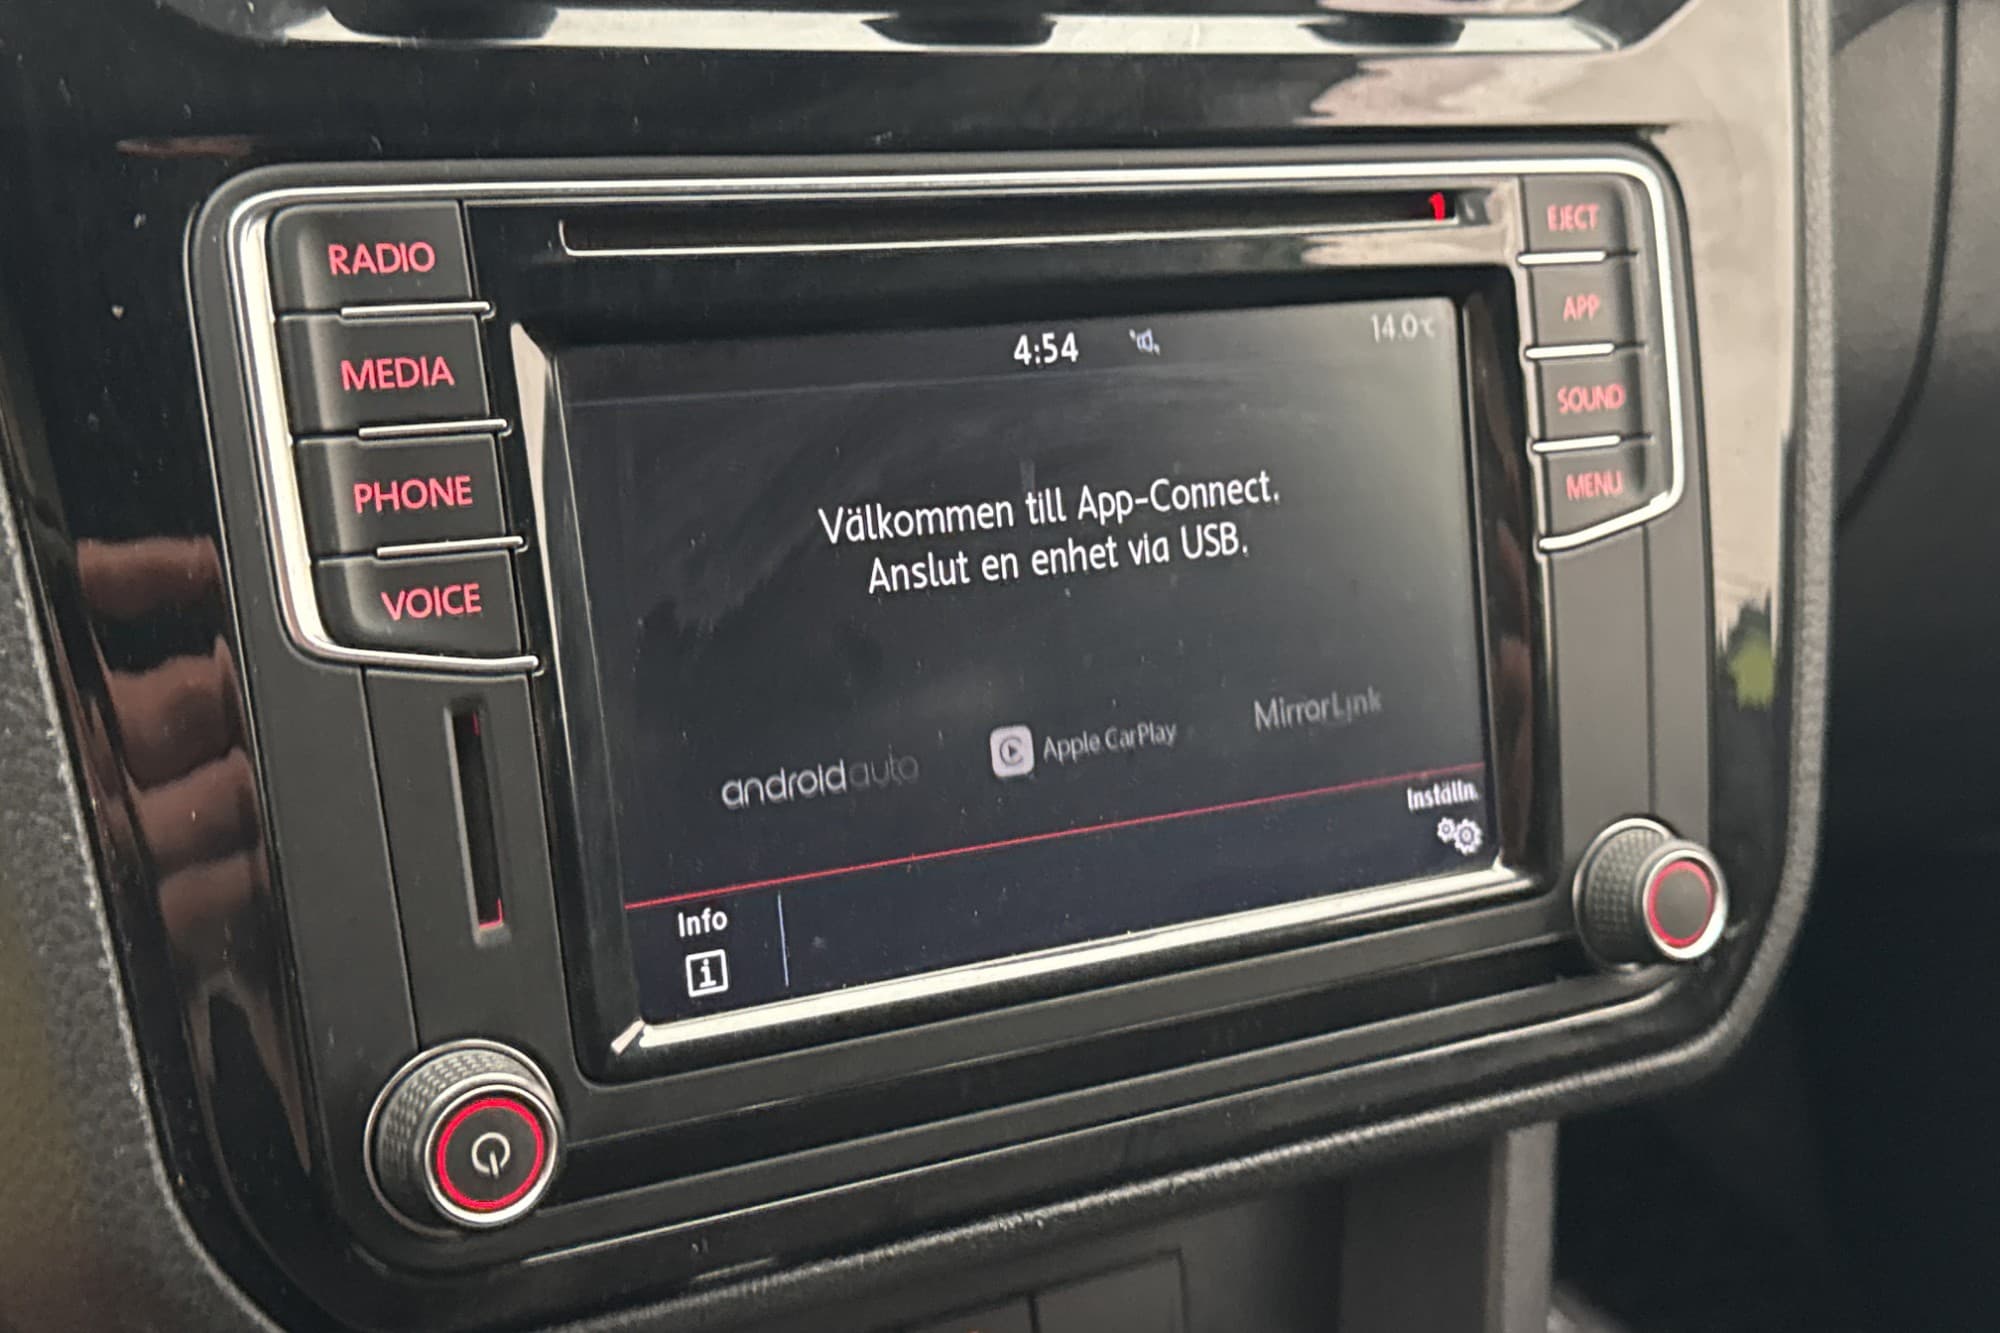 RADIO
MEDIA
PHONE
VOICE
EJECT
APP
SOUND
MENU
4:54
14.0°C
Välkommen till App-Connect.
Anslut en enhet via USB.
androidauto
Apple CarPlay
MirrorLink
Inställn.
Info
i